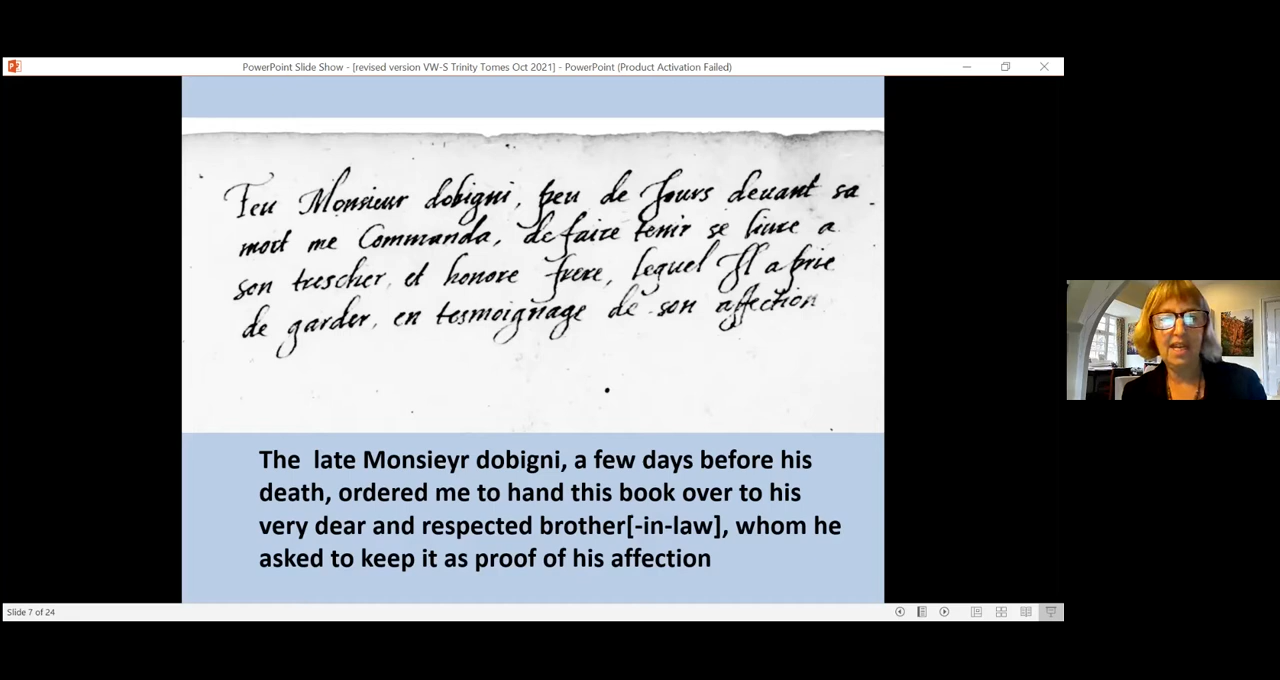 PowerPoint Slide Show - [revised version VW-S Trinity Tomes Oct 2021] - PowerPoint (Product Activation Failed)
Feu Monsieur dobigni, peu de Jours deuant sa
mort me Commanda, de faire tenir se liure a
son trescher, et honore frere, lequel Il a prie
de garder, en tesmoignage de son affection
The late Monsieyr dobigni, a few days before his
death, ordered me to hand this book over to his
very dear and respected brother[-in-law], whom he
asked to keep it as proof of his affection
Slide 7 of 24